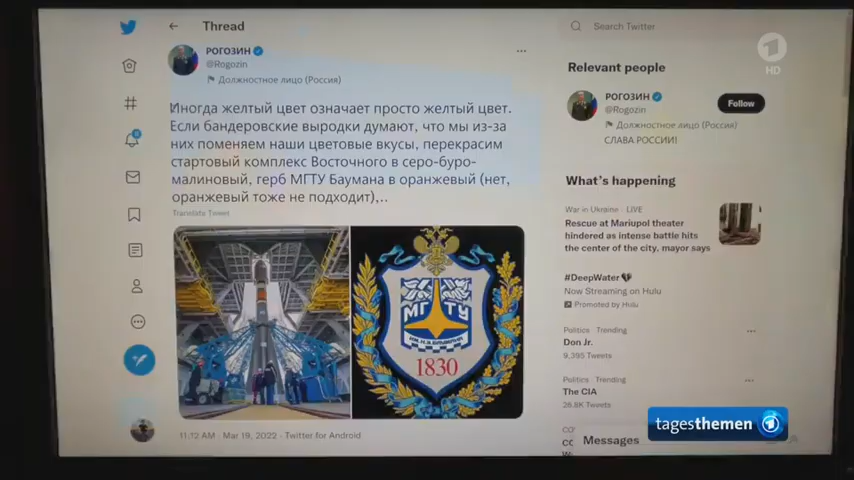 Thread
Search Twitter
1
HD
РОГОЗИН
@Rogozin
Должностное лицо (Россия)
Иногда желтый цвет означает просто желтый цвет.
Если бандеровские выродки думают, что мы из-за
них поменяем наши цветовые вкусы, перекрасим
стартовый комплекс Восточного в серо-буро-
малиновый, герб МГТУ Баумана в оранжевый (нет,
оранжевый тоже не подходит),..
Translate Tweet
МГТУ
ИМ. Н.Э. БАУМАНА
1830
11:12 AM · Mar 19, 2022 · Twitter for Android
Relevant people
РОГОЗИН
@Rogozin
Follow
Должностное лицо (Россия)
СЛАВА РОССИИ!
What's happening
War in Ukraine · LIVE
Rescue at Mariupol theater
hindered as intense battle hits
the center of the city, mayor says
#DeepWater
Now Streaming on Hulu
Promoted by Hulu
Politics · Trending
Don Jr.
9,395 Tweets
Politics · Trending
The CIA
26.8K Tweets
Messages
tagesthemen
1